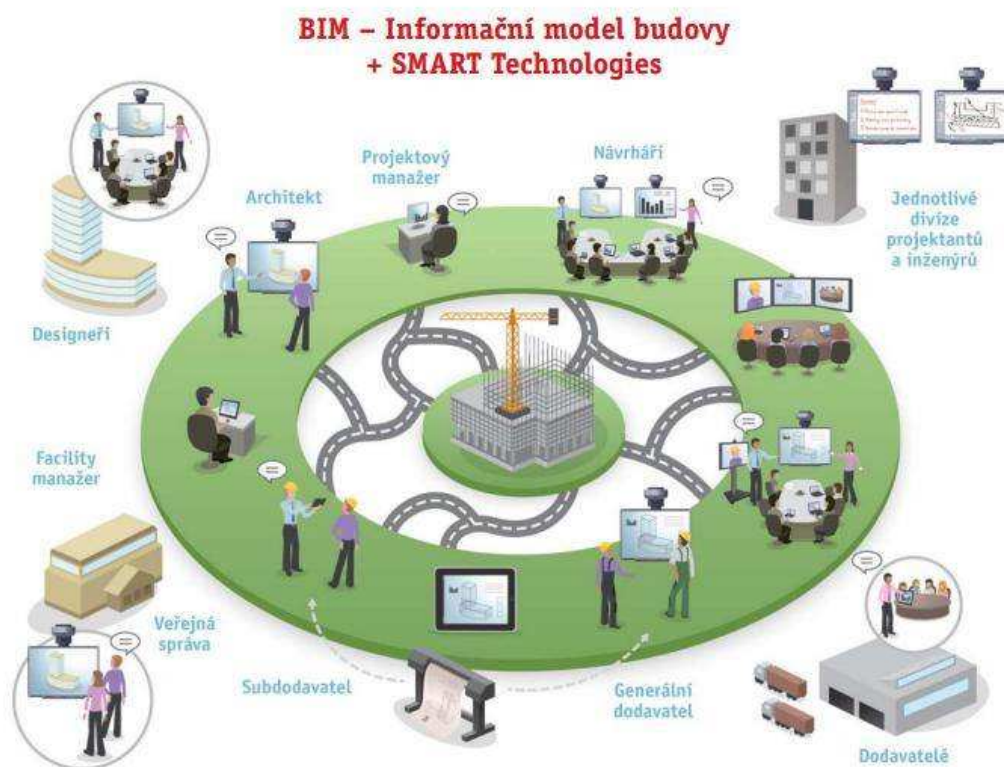 BIM – Informační model budovy
+ SMART Technologies
Projektový
manažer
Návrháři
Architekt
Jednotlivé
divize
projektantů
a inženýrů
Designeři
Facility
manažer
Veřejná
správa
Subdodavatel
Generální
dodavatel
Dodavatelé